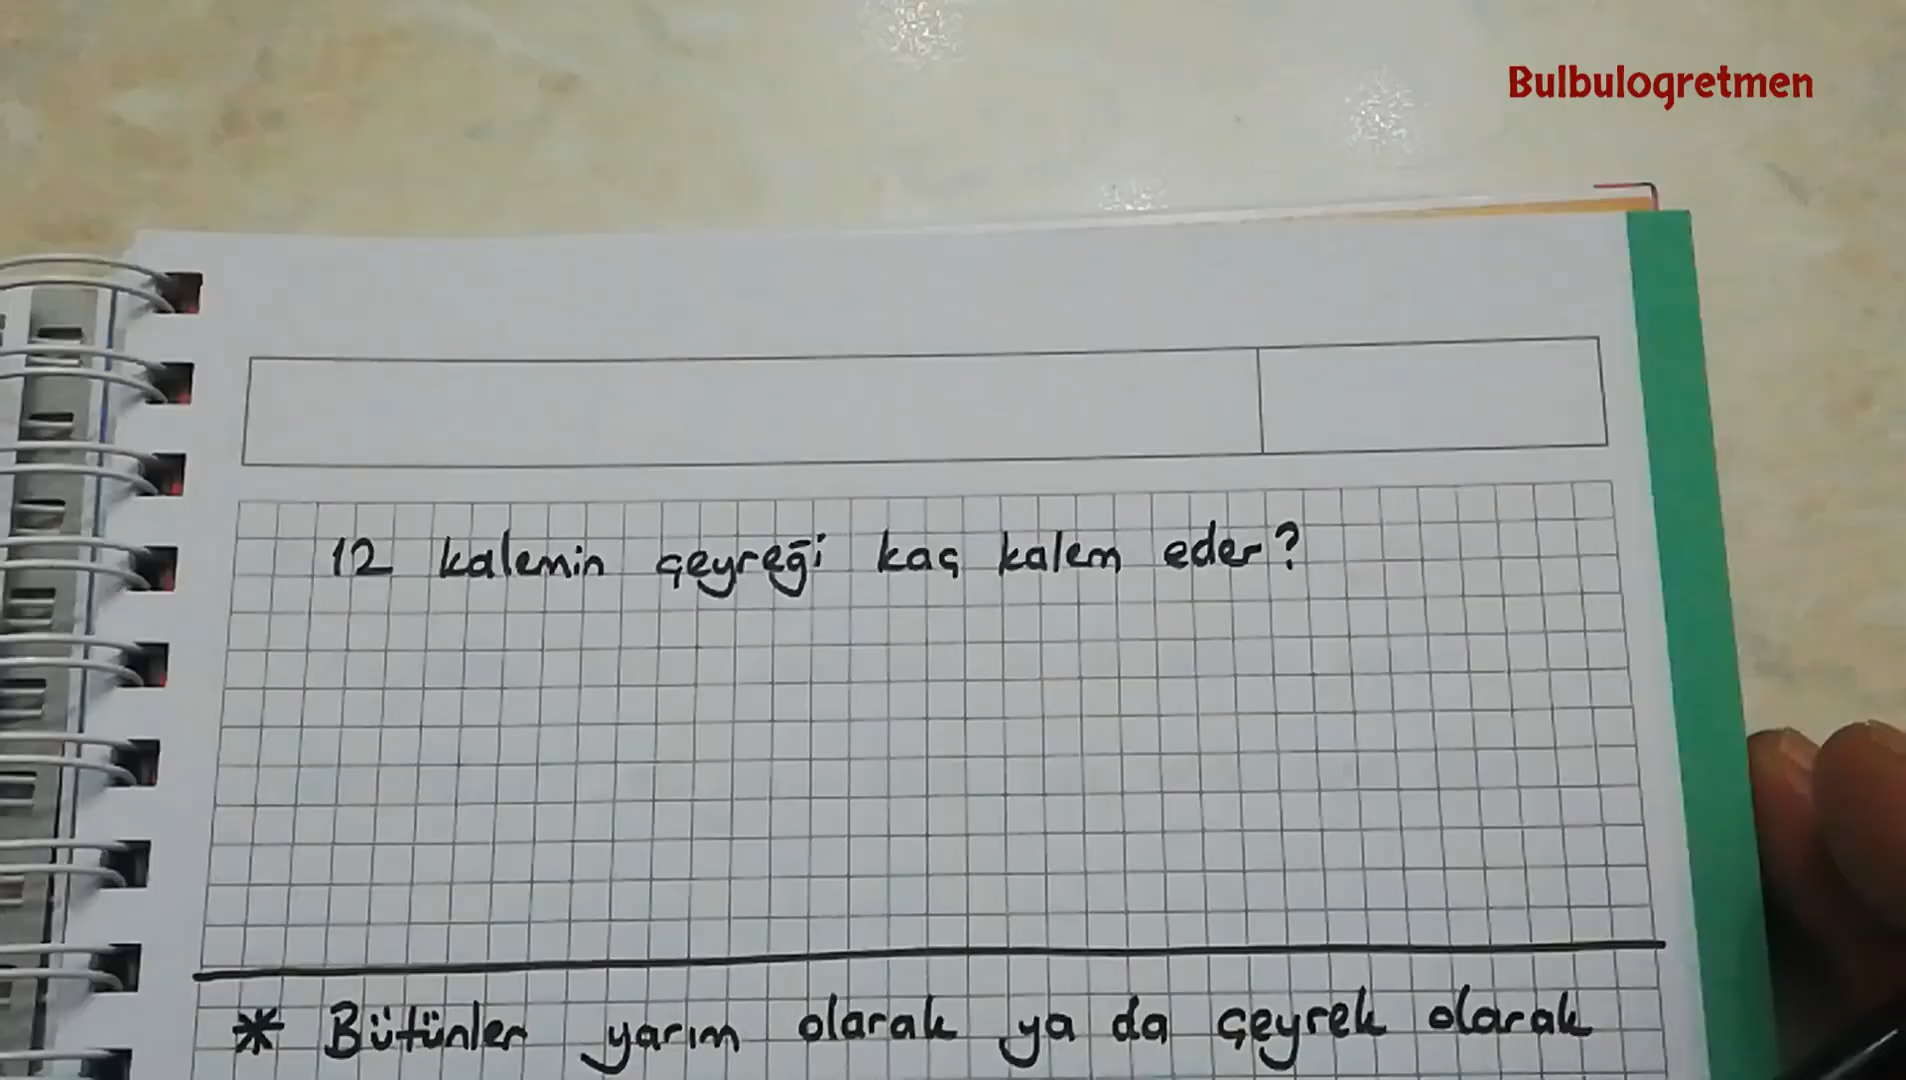 Bulbulogretmen
12 kalemin çeyreği kaç kalem eder?
* Bütünler yarım olarak ya da çeyrek olarak